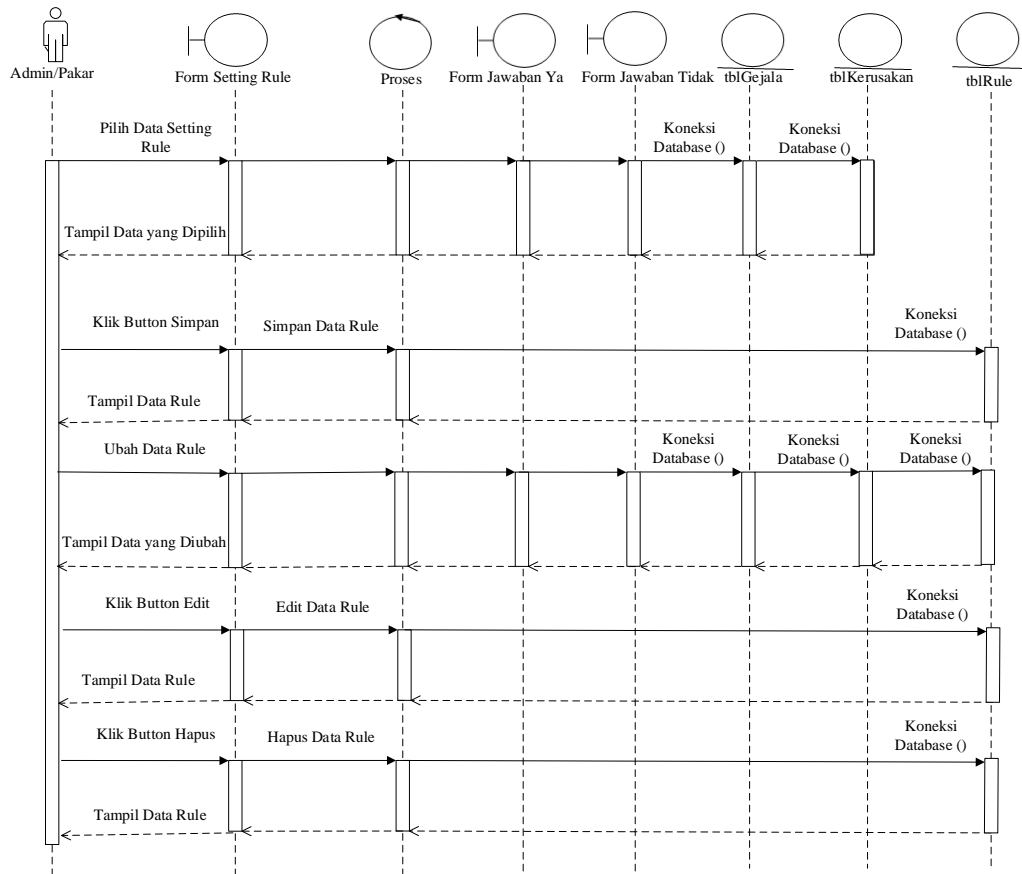 Admin/Pakar
Form Setting Rule
Proses
Form Jawaban Ya
Form Jawaban Tidak
tblGejala
tblKerusakan
tblRule
Pilih Data Setting
Rule
Koneksi
Database ()
Koneksi
Database ()
Tampil Data yang Dipilih
Klik Button Simpan
Simpan Data Rule
Koneksi
Database ()
Tampil Data Rule
Ubah Data Rule
Koneksi
Database ()
Koneksi
Database ()
Koneksi
Database ()
Tampil Data yang Diubah
Klik Button Edit
Edit Data Rule
Koneksi
Database ()
Tampil Data Rule
Klik Button Hapus
Hapus Data Rule
Koneksi
Database ()
Tampil Data Rule